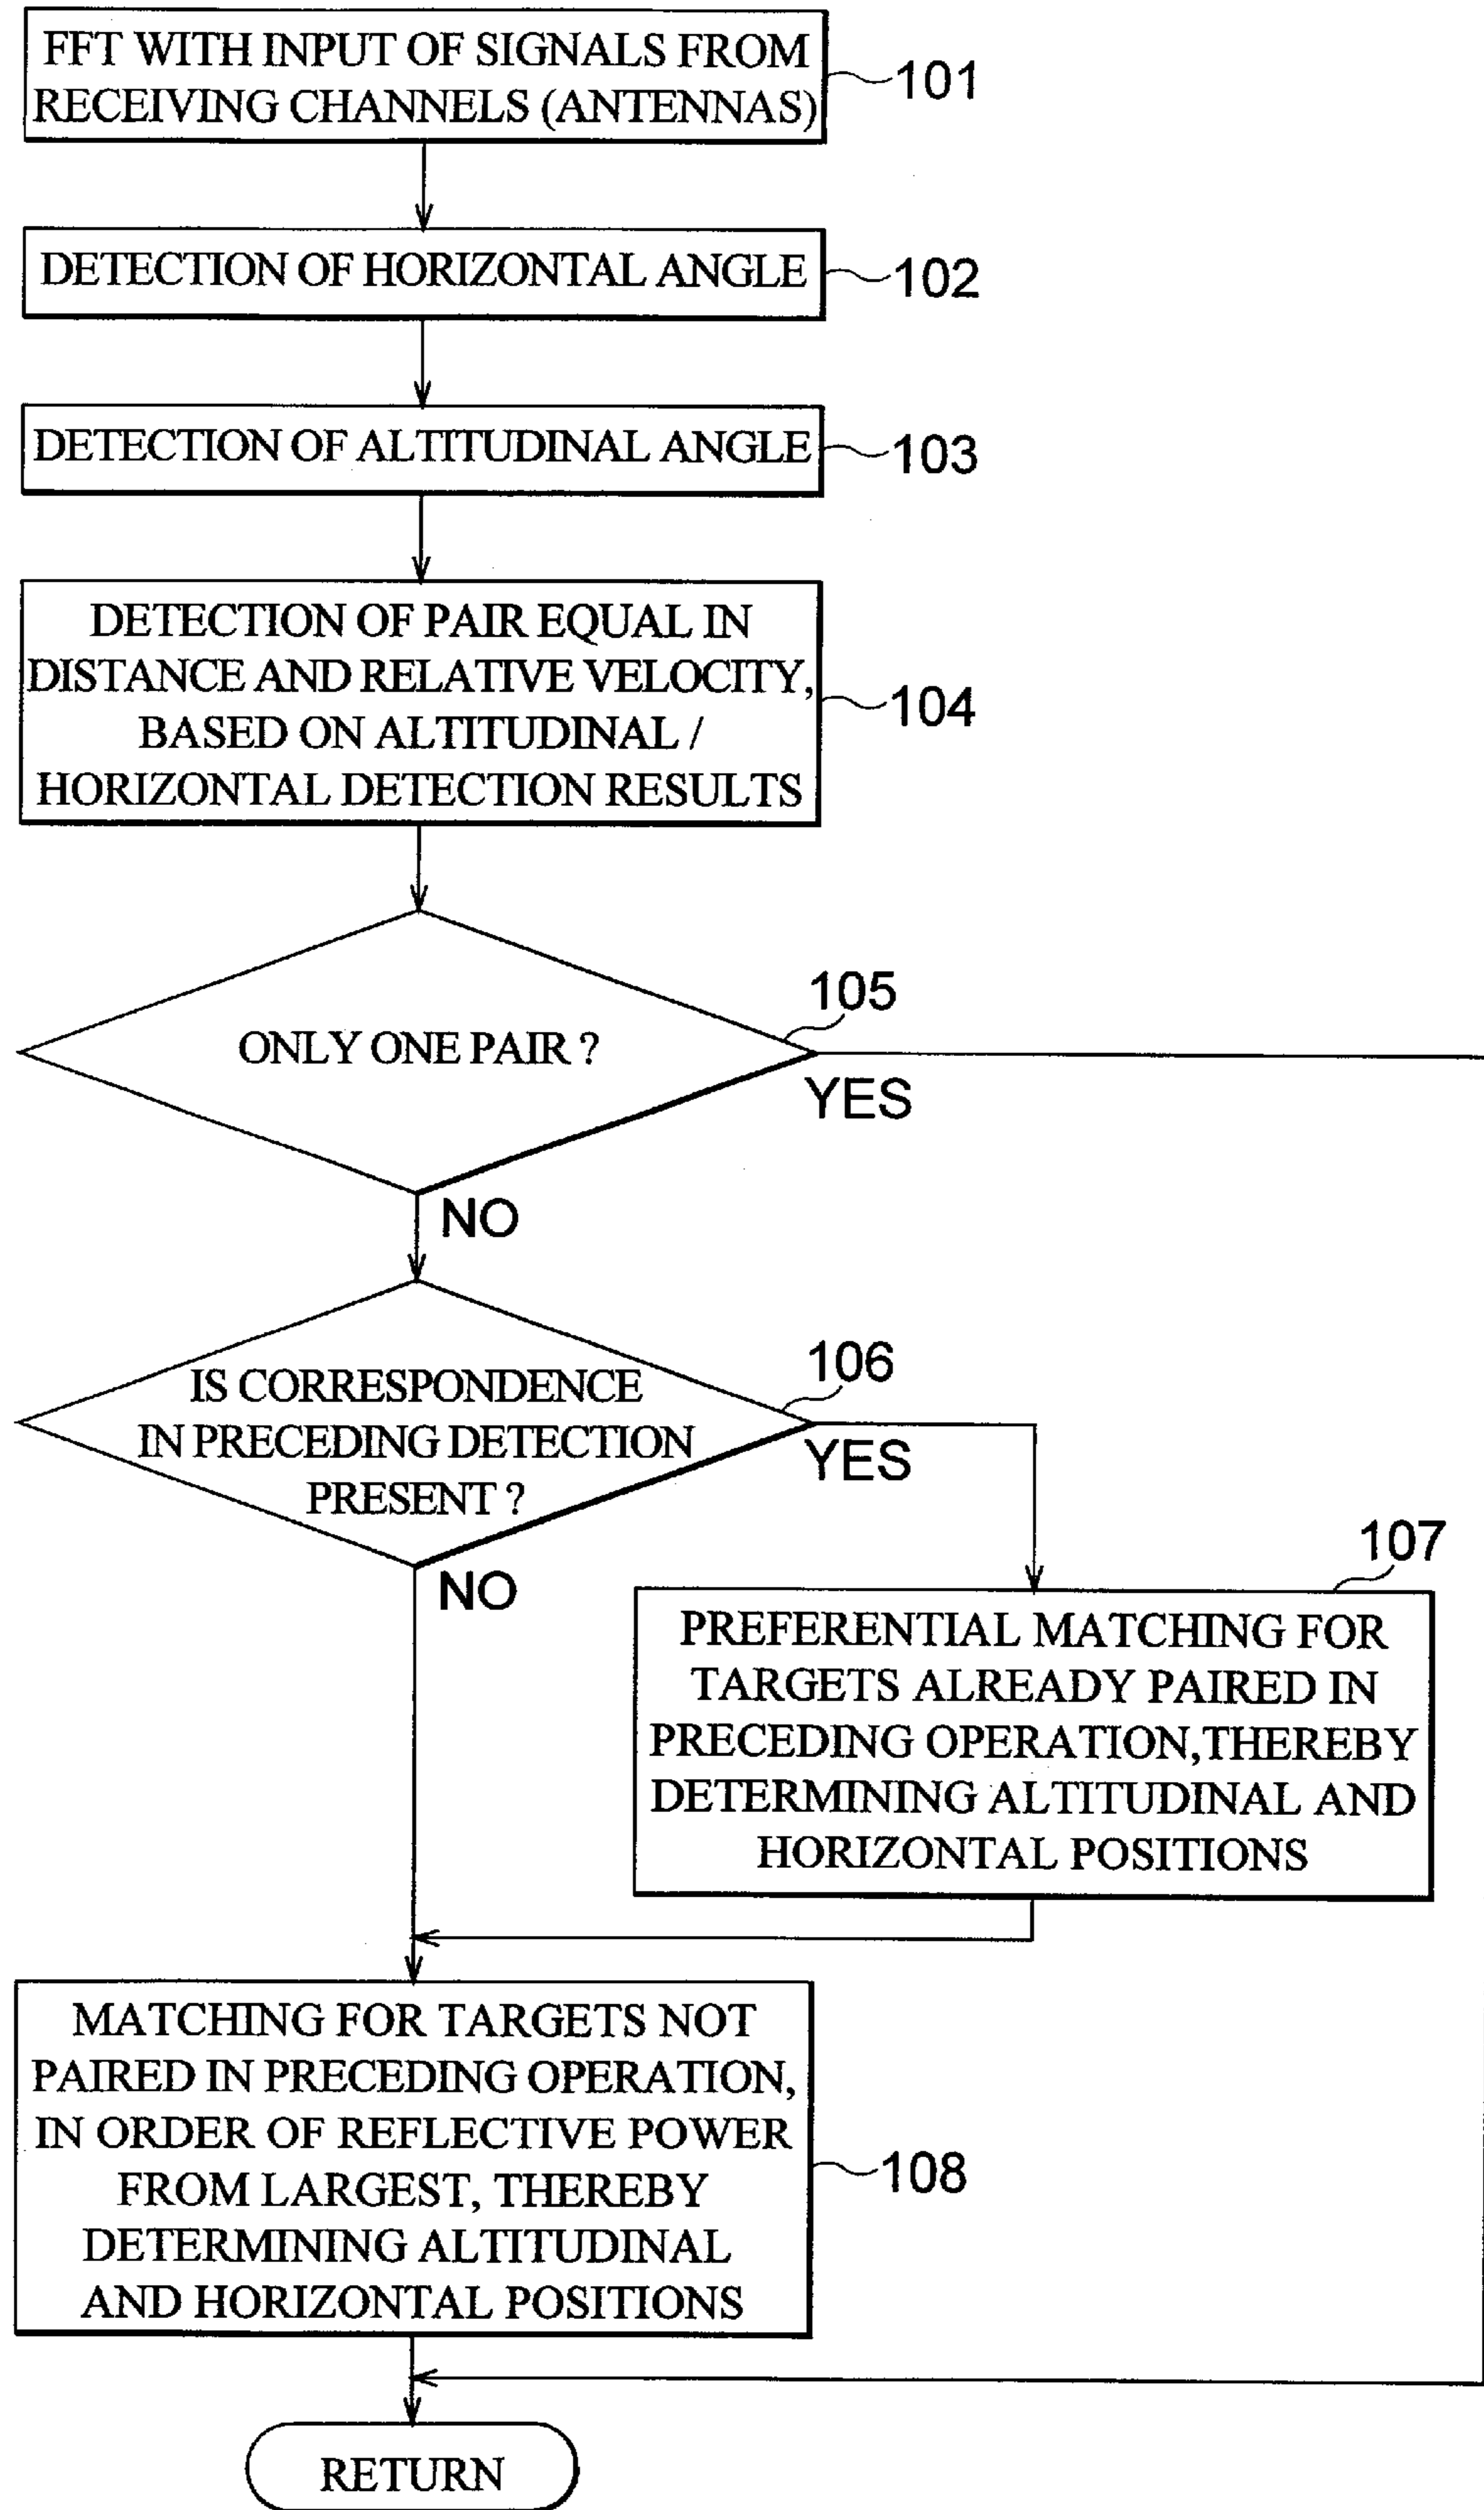 FFT WITH INPUT OF SIGNALS FROM
RECEIVING CHANNELS (ANTENNAS)
101
DETECTION OF HORIZONTAL ANGLE
102
DETECTION OF ALTITUDINAL ANGLE
103
DETECTION OF PAIR EQUAL IN
DISTANCE AND RELATIVE VELOCITY,
BASED ON ALTITUDINAL /
HORIZONTAL DETECTION RESULTS
104
105
ONLY ONE PAIR ?
YES
NO
106
IS CORRESPONDENCE
IN PRECEDING DETECTION
PRESENT ?
YES
NO
107
PREFERENTIAL MATCHING FOR
TARGETS ALREADY PAIRED IN
PRECEDING OPERATION,THEREBY
DETERMINING ALTITUDINAL AND
HORIZONTAL POSITIONS
MATCHING FOR TARGETS NOT
PAIRED IN PRECEDING OPERATION,
IN ORDER OF REFLECTIVE POWER
FROM LARGEST, THEREBY
DETERMINING ALTITUDINAL
AND HORIZONTAL POSITIONS
108
RETURN